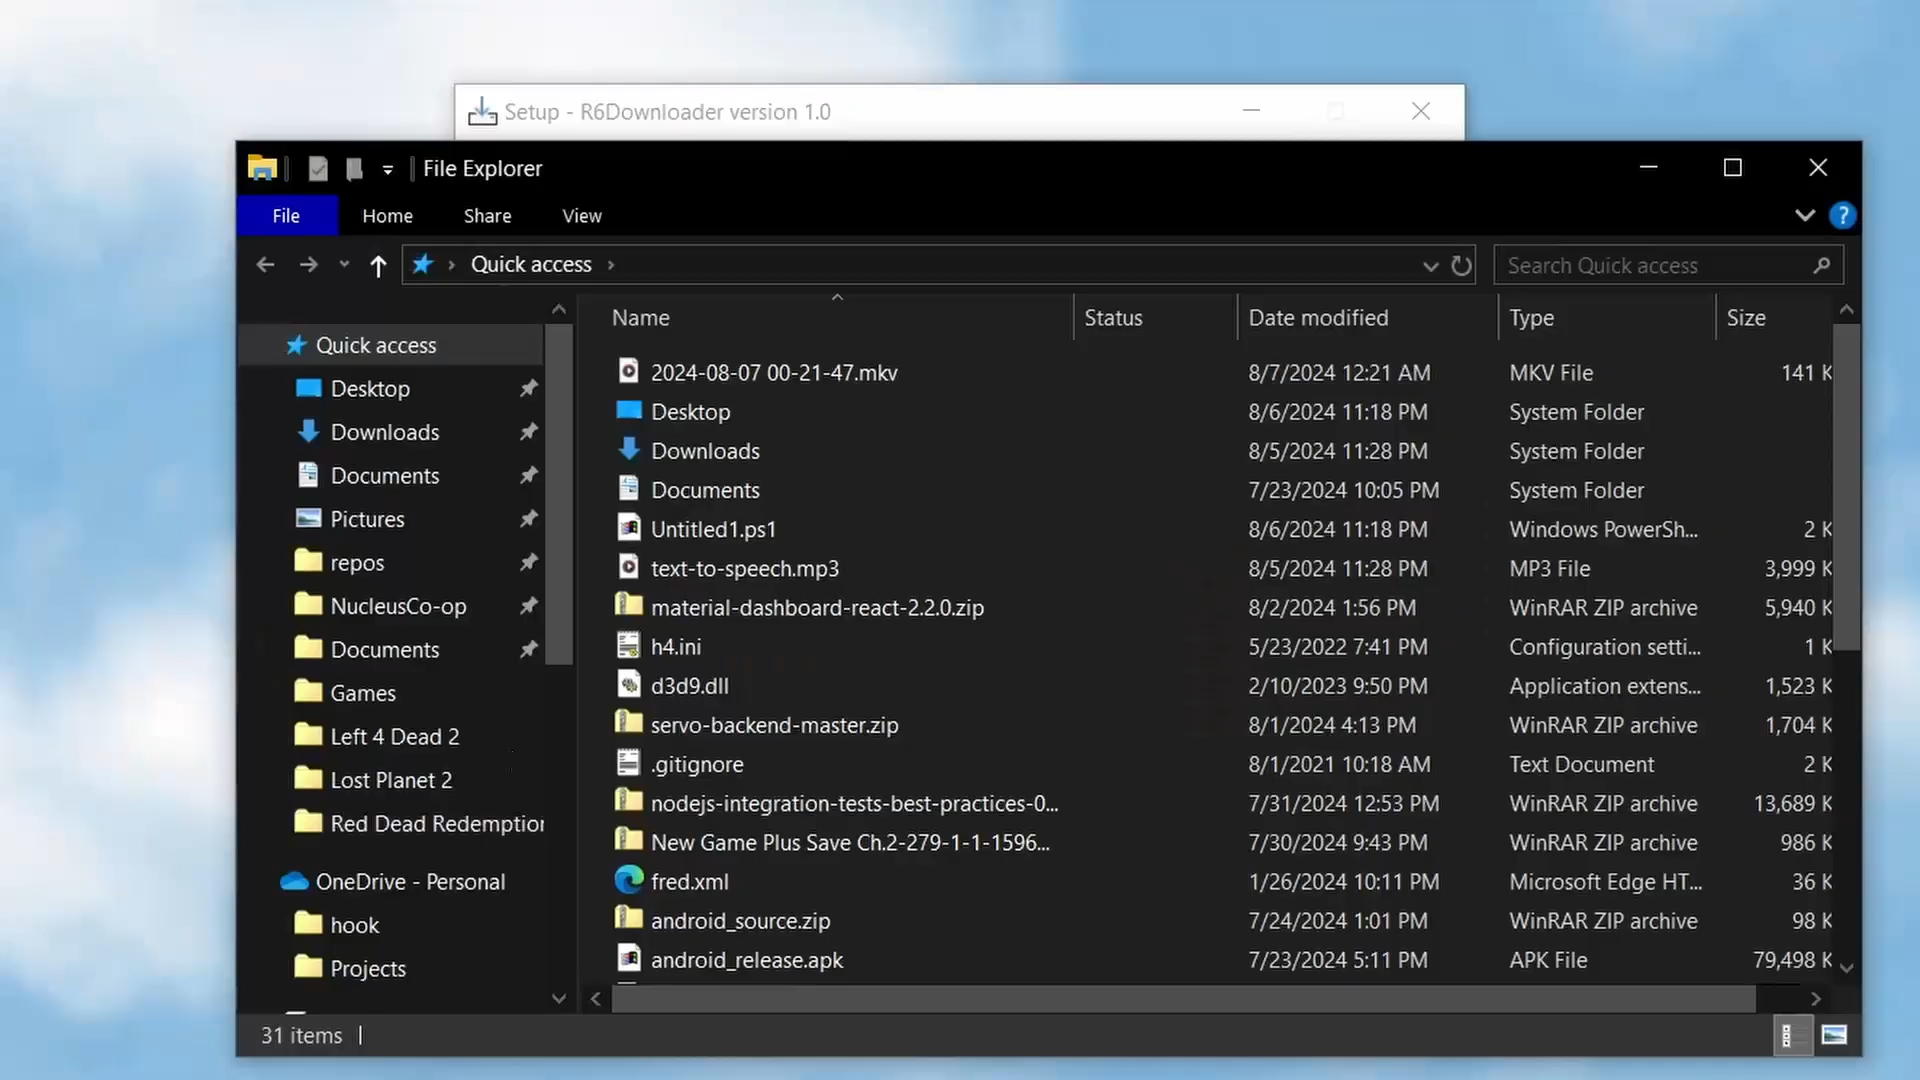 Setup - R6Downloader version 1.0
File Explorer
File Home Share View
Quick access
Search Quick access
Name Status Date modified Type Size
Quick access
Desktop
Downloads
Documents
Pictures
repos
NucleusCo-op
Documents
Games
Left 4 Dead 2
Lost Planet 2
Red Dead Redemption
OneDrive - Personal
hook
Projects
2024-08-07 00-21-47.mkv 8/7/2024 12:21 AM MKV File 141 K
Desktop 8/6/2024 11:18 PM System Folder
Downloads 8/5/2024 11:28 PM System Folder
Documents 7/23/2024 10:05 PM System Folder
Untitled1.ps1 8/6/2024 11:18 PM Windows PowerSh... 2 K
text-to-speech.mp3 8/5/2024 11:28 PM MP3 File 3,999 K
material-dashboard-react-2.2.0.zip 8/2/2024 1:56 PM WinRAR ZIP archive 5,940 K
h4.ini 5/23/2022 7:41 PM Configuration setti... 1 K
d3d9.dll 2/10/2023 9:50 PM Application extens... 1,523 K
servo-backend-master.zip 8/1/2024 4:13 PM WinRAR ZIP archive 1,704 K
.gitignore 8/1/2021 10:18 AM Text Document 2 K
nodejs-integration-tests-best-practices-0... 7/31/2024 12:53 PM WinRAR ZIP archive 13,689 K
New Game Plus Save Ch.2-279-1-1-1596... 7/30/2024 9:43 PM WinRAR ZIP archive 986 K
fred.xml 1/26/2024 10:11 PM Microsoft Edge HT... 36 K
android_source.zip 7/24/2024 1:01 PM WinRAR ZIP archive 98 K
android_release.apk 7/23/2024 5:11 PM APK File 79,498 K
31 items